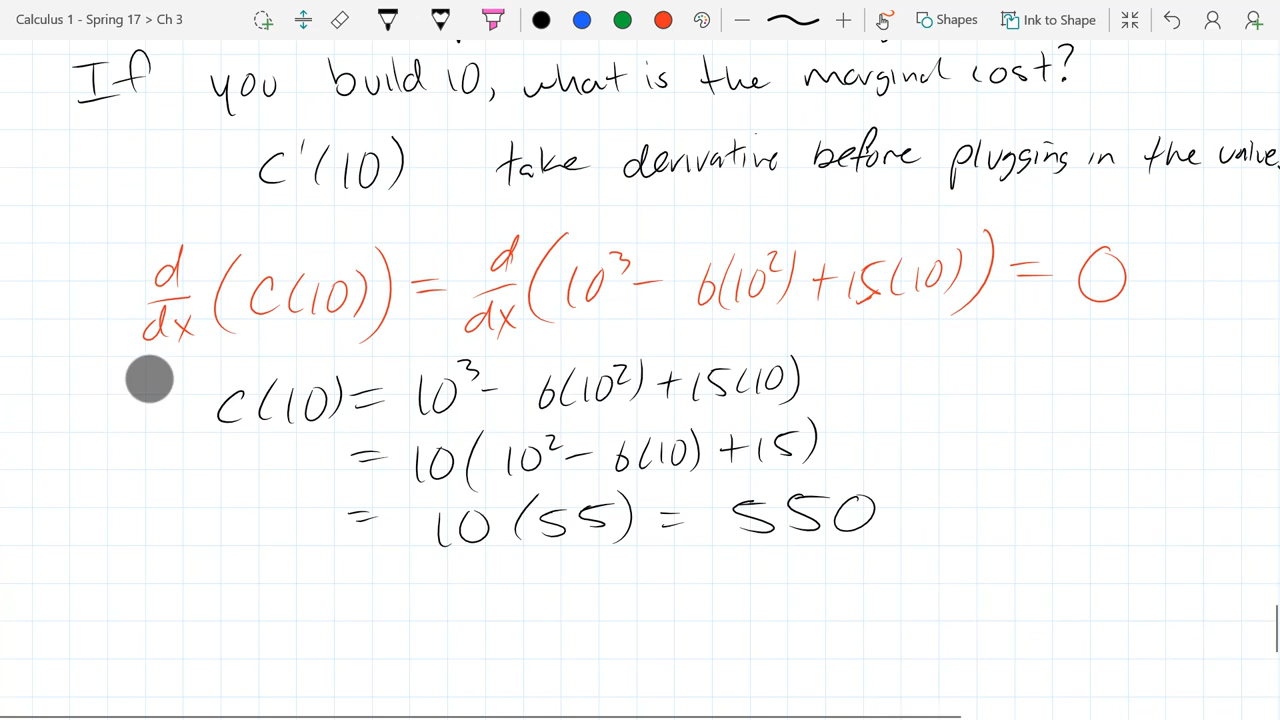 Calculus 1 - Spring 17 > Ch 3 Shapes Ink to Shape
If you build 10, what is the marginal cost?
C'(10) take derivative before plugging in the value.
d/dx (C(10)) = d/dx (10³ - 6(10²) + 15(10)) = 0
C(10) = 10³ - 6(10²) + 15(10)
= 10(10² - 6(10) + 15)
= 10(55) = 550